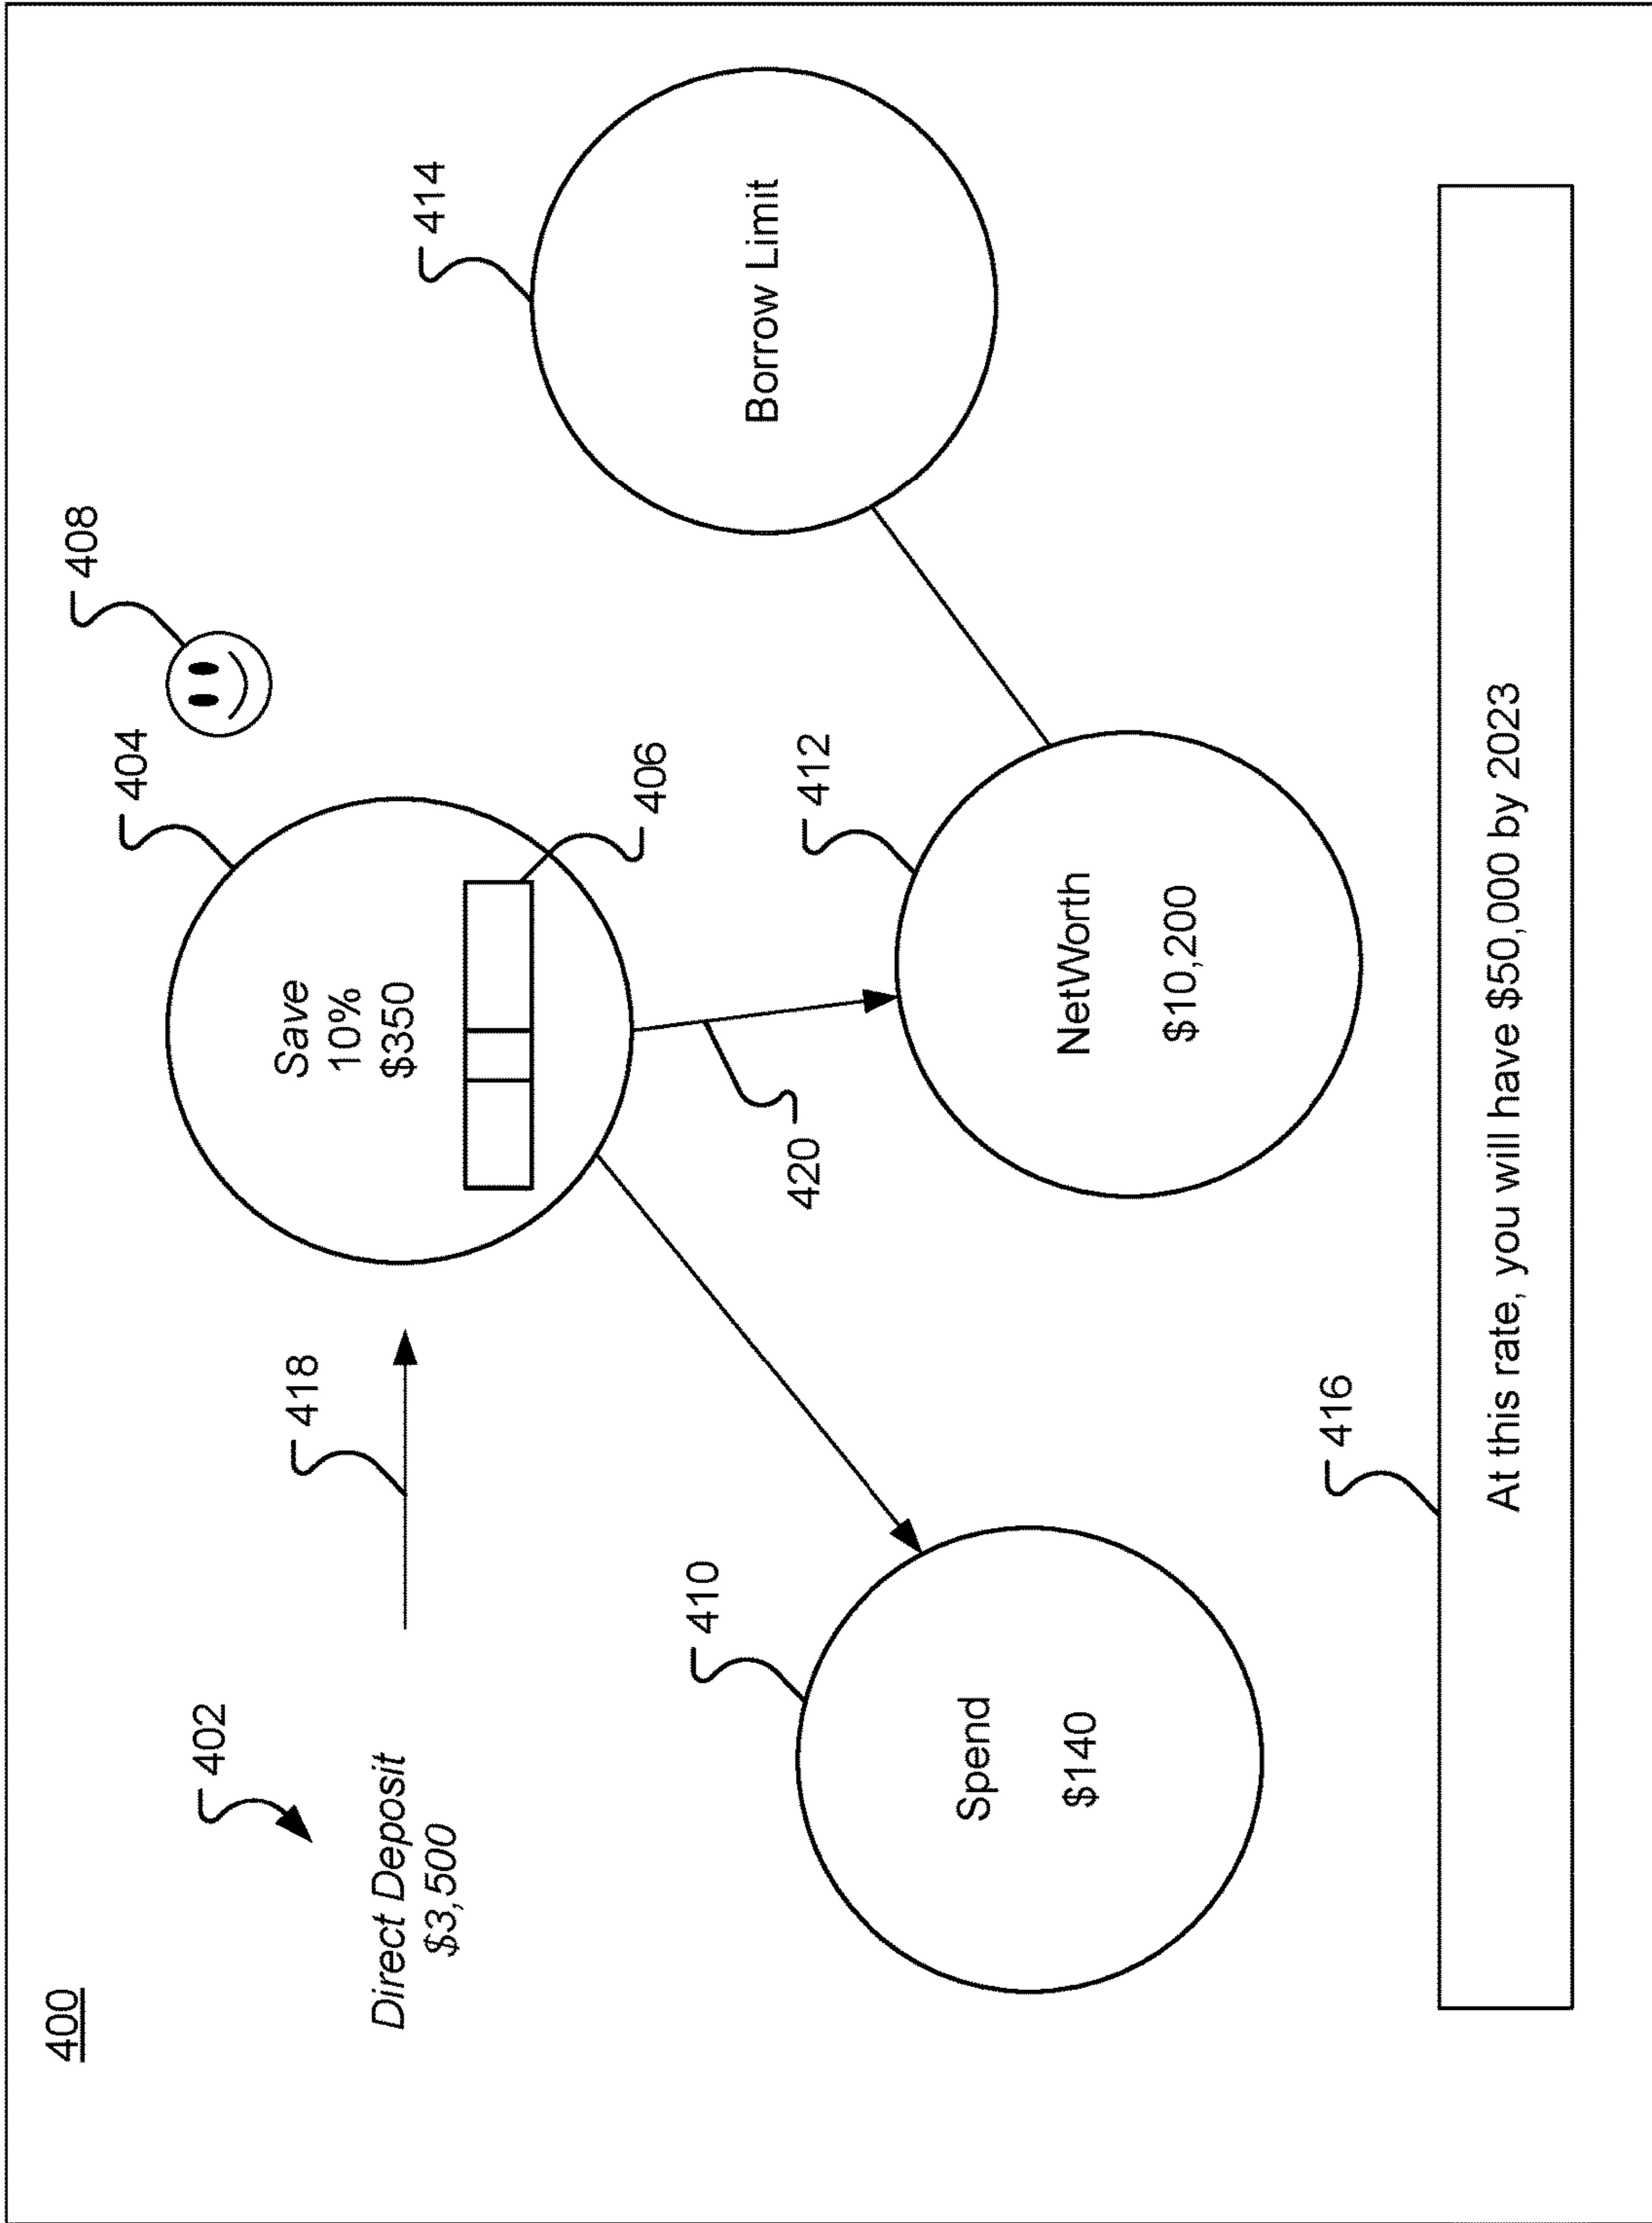 400
402
Direct Deposit
$3,500
418
404
Save
10%
$350
406
408
410
Spend
$140
420
412
NetWorth
$10,200
414
Borrow Limit
416
At this rate, you will have $50,000 by 2023